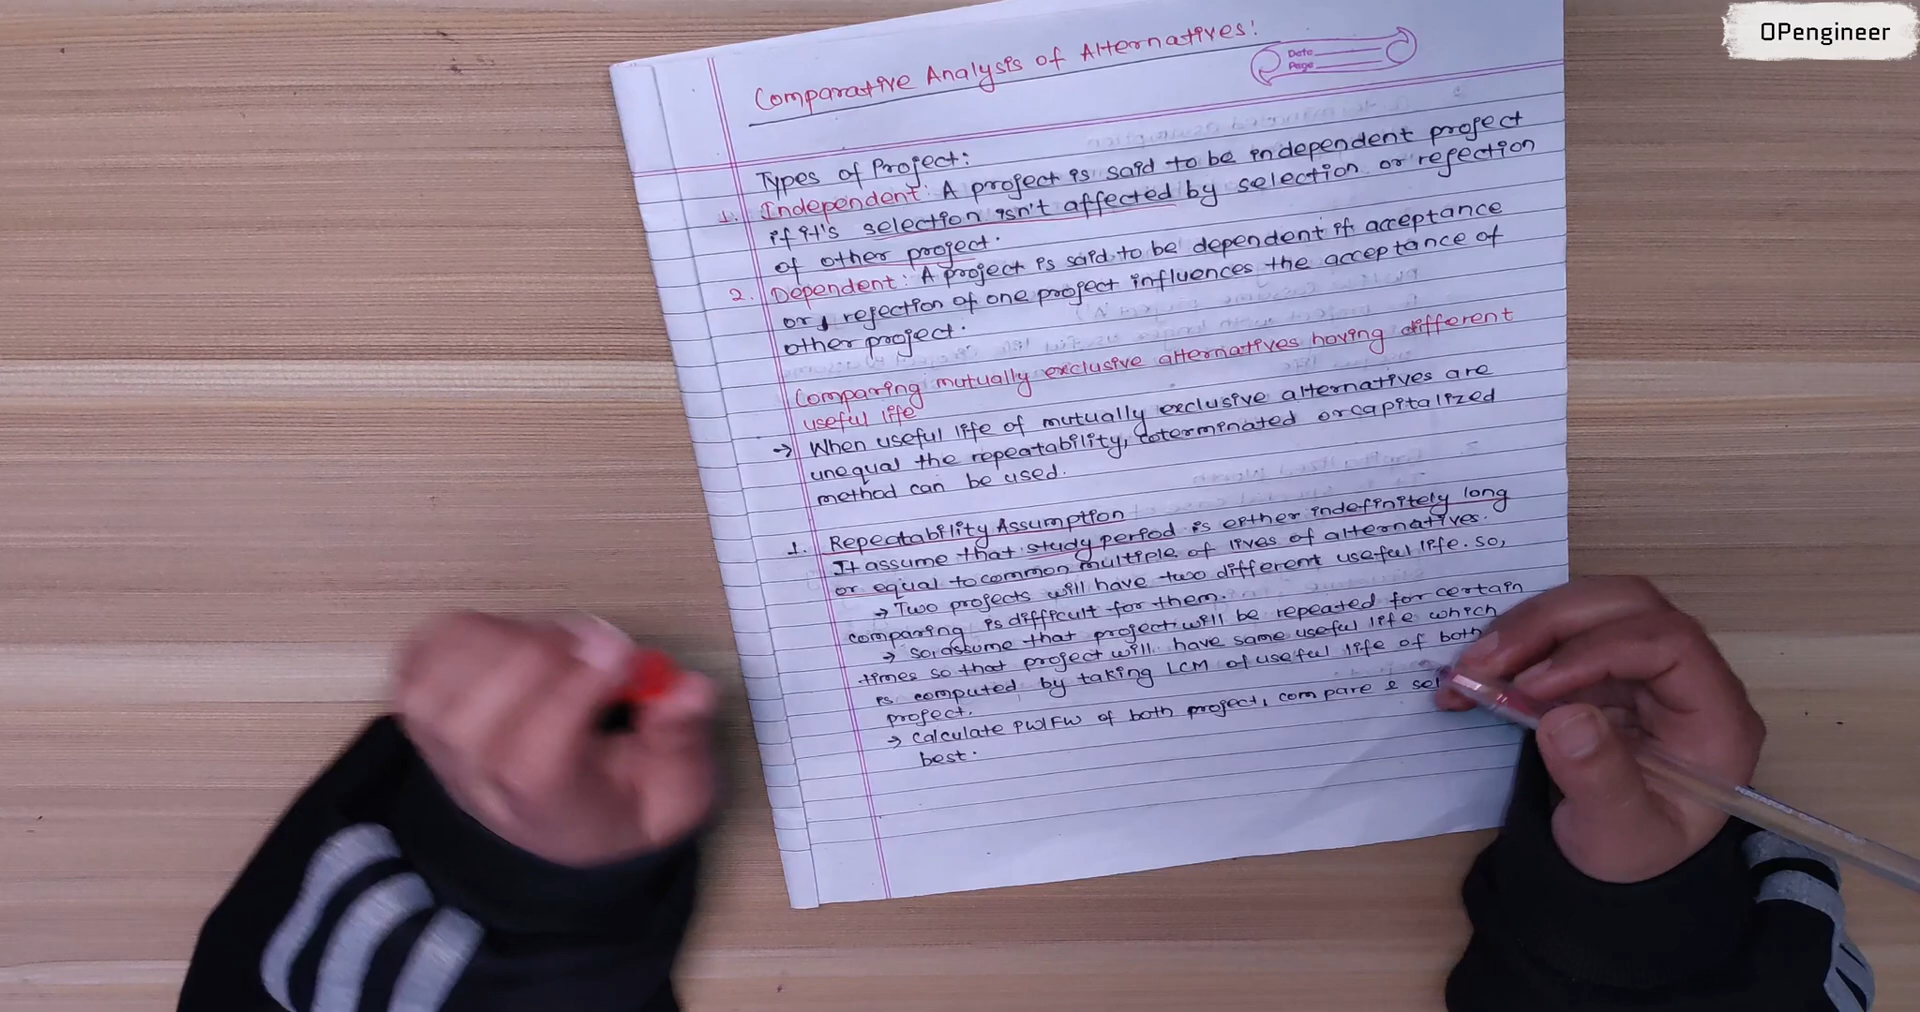 OPengineer
Comparative Analysis of Alternatives:
Date
Page
Types of Project:
1. Independent: A project is said to be independent project
if it's selection isn't affected by selection or rejection
of other project.
2. Dependent: A project is said to be dependent if acceptance
or rejection of one project influences the acceptance of
other project.
Comparing mutually exclusive alternatives having different
useful life
→ When useful life of mutually exclusive alternatives are
unequal the repeatability, coterminated or capitalized
method can be used.
1. Repeatability Assumption
It assume that study period is either indefinitely long
or equal to common multiple of lives of alternatives.
→ Two projects will have two different useful life. so,
comparing is difficult for them.
→ so, assume that project will be repeated for certain
times so that project will have same useful life which
is computed by taking LCM of useful life of both
project.
→ Calculate PW/FW of both project, compare &
best.